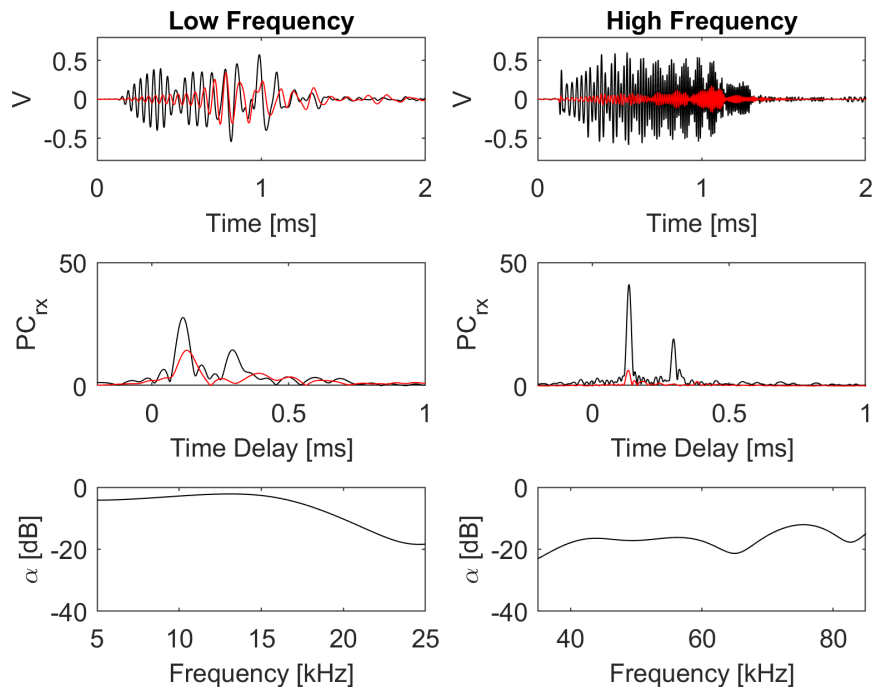 Low Frequency
High Frequency
V
0.5
0
-0.5
0
1
2
Time [ms]
V
0.5
0
-0.5
0
1
2
Time [ms]
PCrx
50
0
0
0.5
1
Time Delay [ms]
PCrx
50
0
0
0.5
1
Time Delay [ms]
α [dB]
0
-20
-40
5
10
15
20
25
Frequency [kHz]
α [dB]
0
-20
-40
40
60
80
Frequency [kHz]